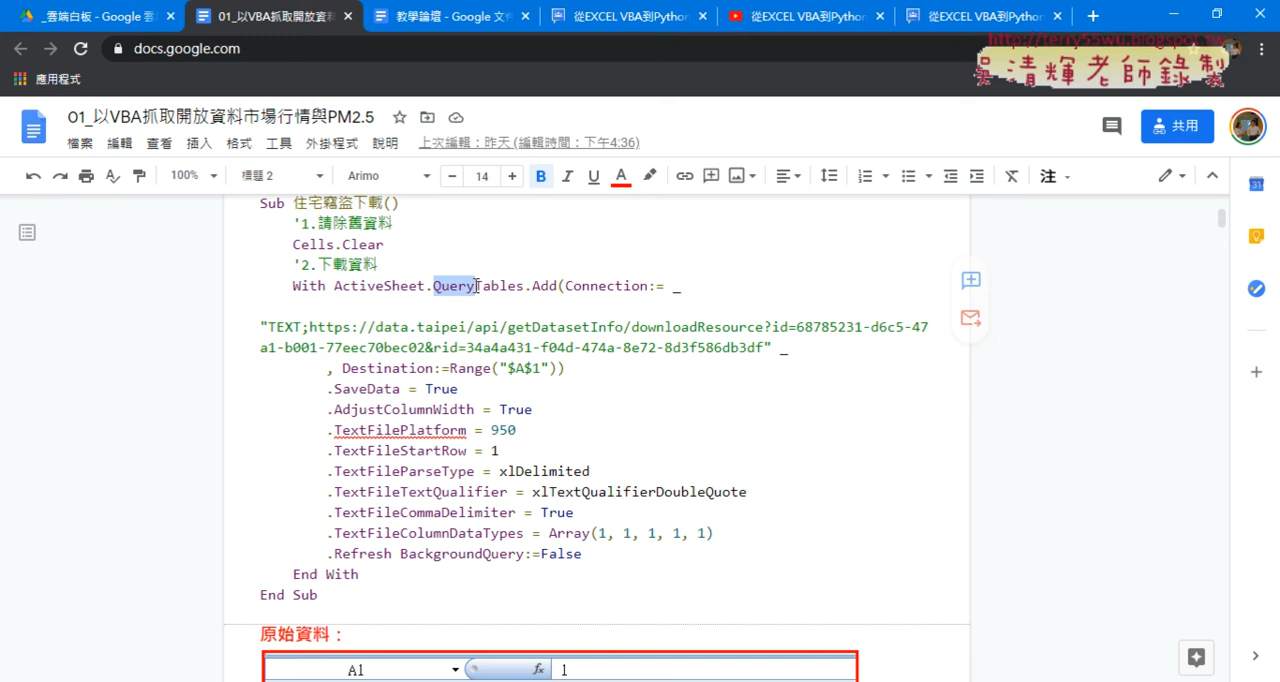 _雲端白板 - Google 雲
01_以VBA抓取開放資料
教學論壇 - Google 文件
從EXCEL VBA到Python
從EXCEL VBA到Python
從EXCEL VBA到Python
docs.google.com
http://terry55wu.blogspot.tw
吳清輝老師錄製
應用程式
01_以VBA抓取開放資料市場行情與PM2.5
共用
檔案 編輯 查看 插入 格式 工具 外掛程式 說明 上次編輯：昨天 (編輯時間：下午4:36)
100% 標題 2 Arimo 14 B I U A 注
Sub 住宅竊盜下載()
'1.請除舊資料
Cells.Clear
'2.下載資料
With ActiveSheet.QueryTables.Add(Connection:= _
"TEXT;https://data.taipei/api/getDatasetInfo/downloadResource?id=68785231-d6c5-47
a1-b001-77eec70bec02&rid=34a4a431-f04d-474a-8e72-8d3f586db3df" _
, Destination:=Range("$A$1"))
.SaveData = True
.AdjustColumnWidth = True
.TextFilePlatform = 950
.TextFileStartRow = 1
.TextFileParseType = xlDelimited
.TextFileTextQualifier = xlTextQualifierDoubleQuote
.TextFileCommaDelimiter = True
.TextFileColumnDataTypes = Array(1, 1, 1, 1, 1)
.Refresh BackgroundQuery:=False
End With
End Sub
原始資料：
A1 fx 1